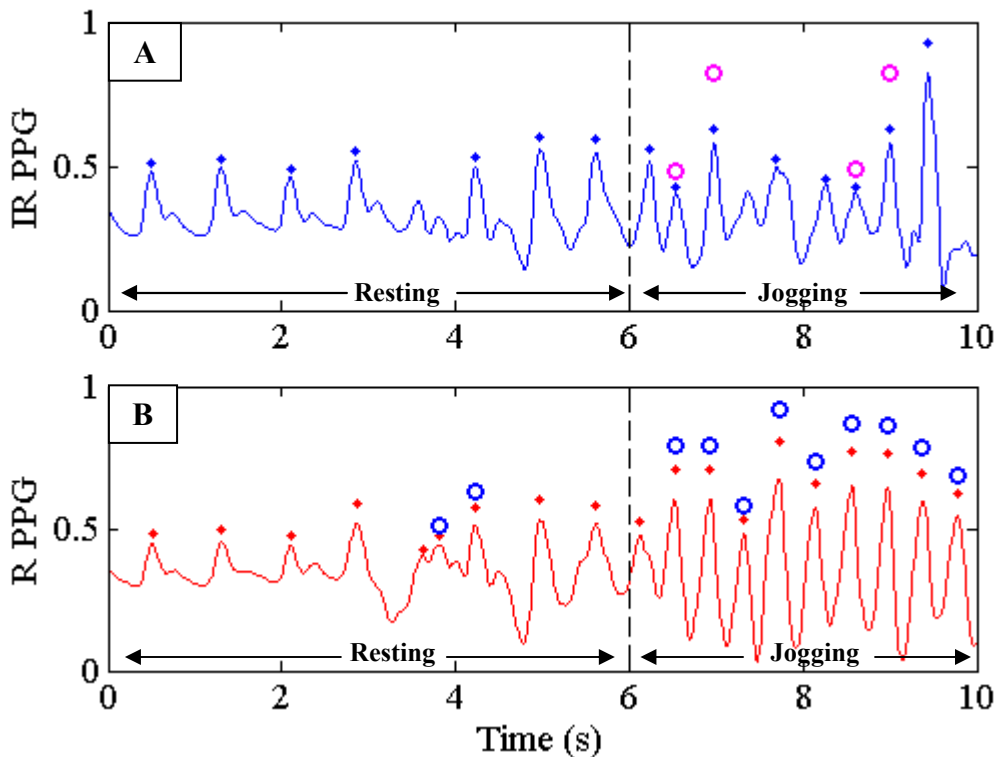 1
A
IR PPG
0.5
Resting
Jogging
0
0 2 4 6 8 10
1
B
R PPG
0.5
Resting
Jogging
0
0 2 4 6 8 10
Time (s)